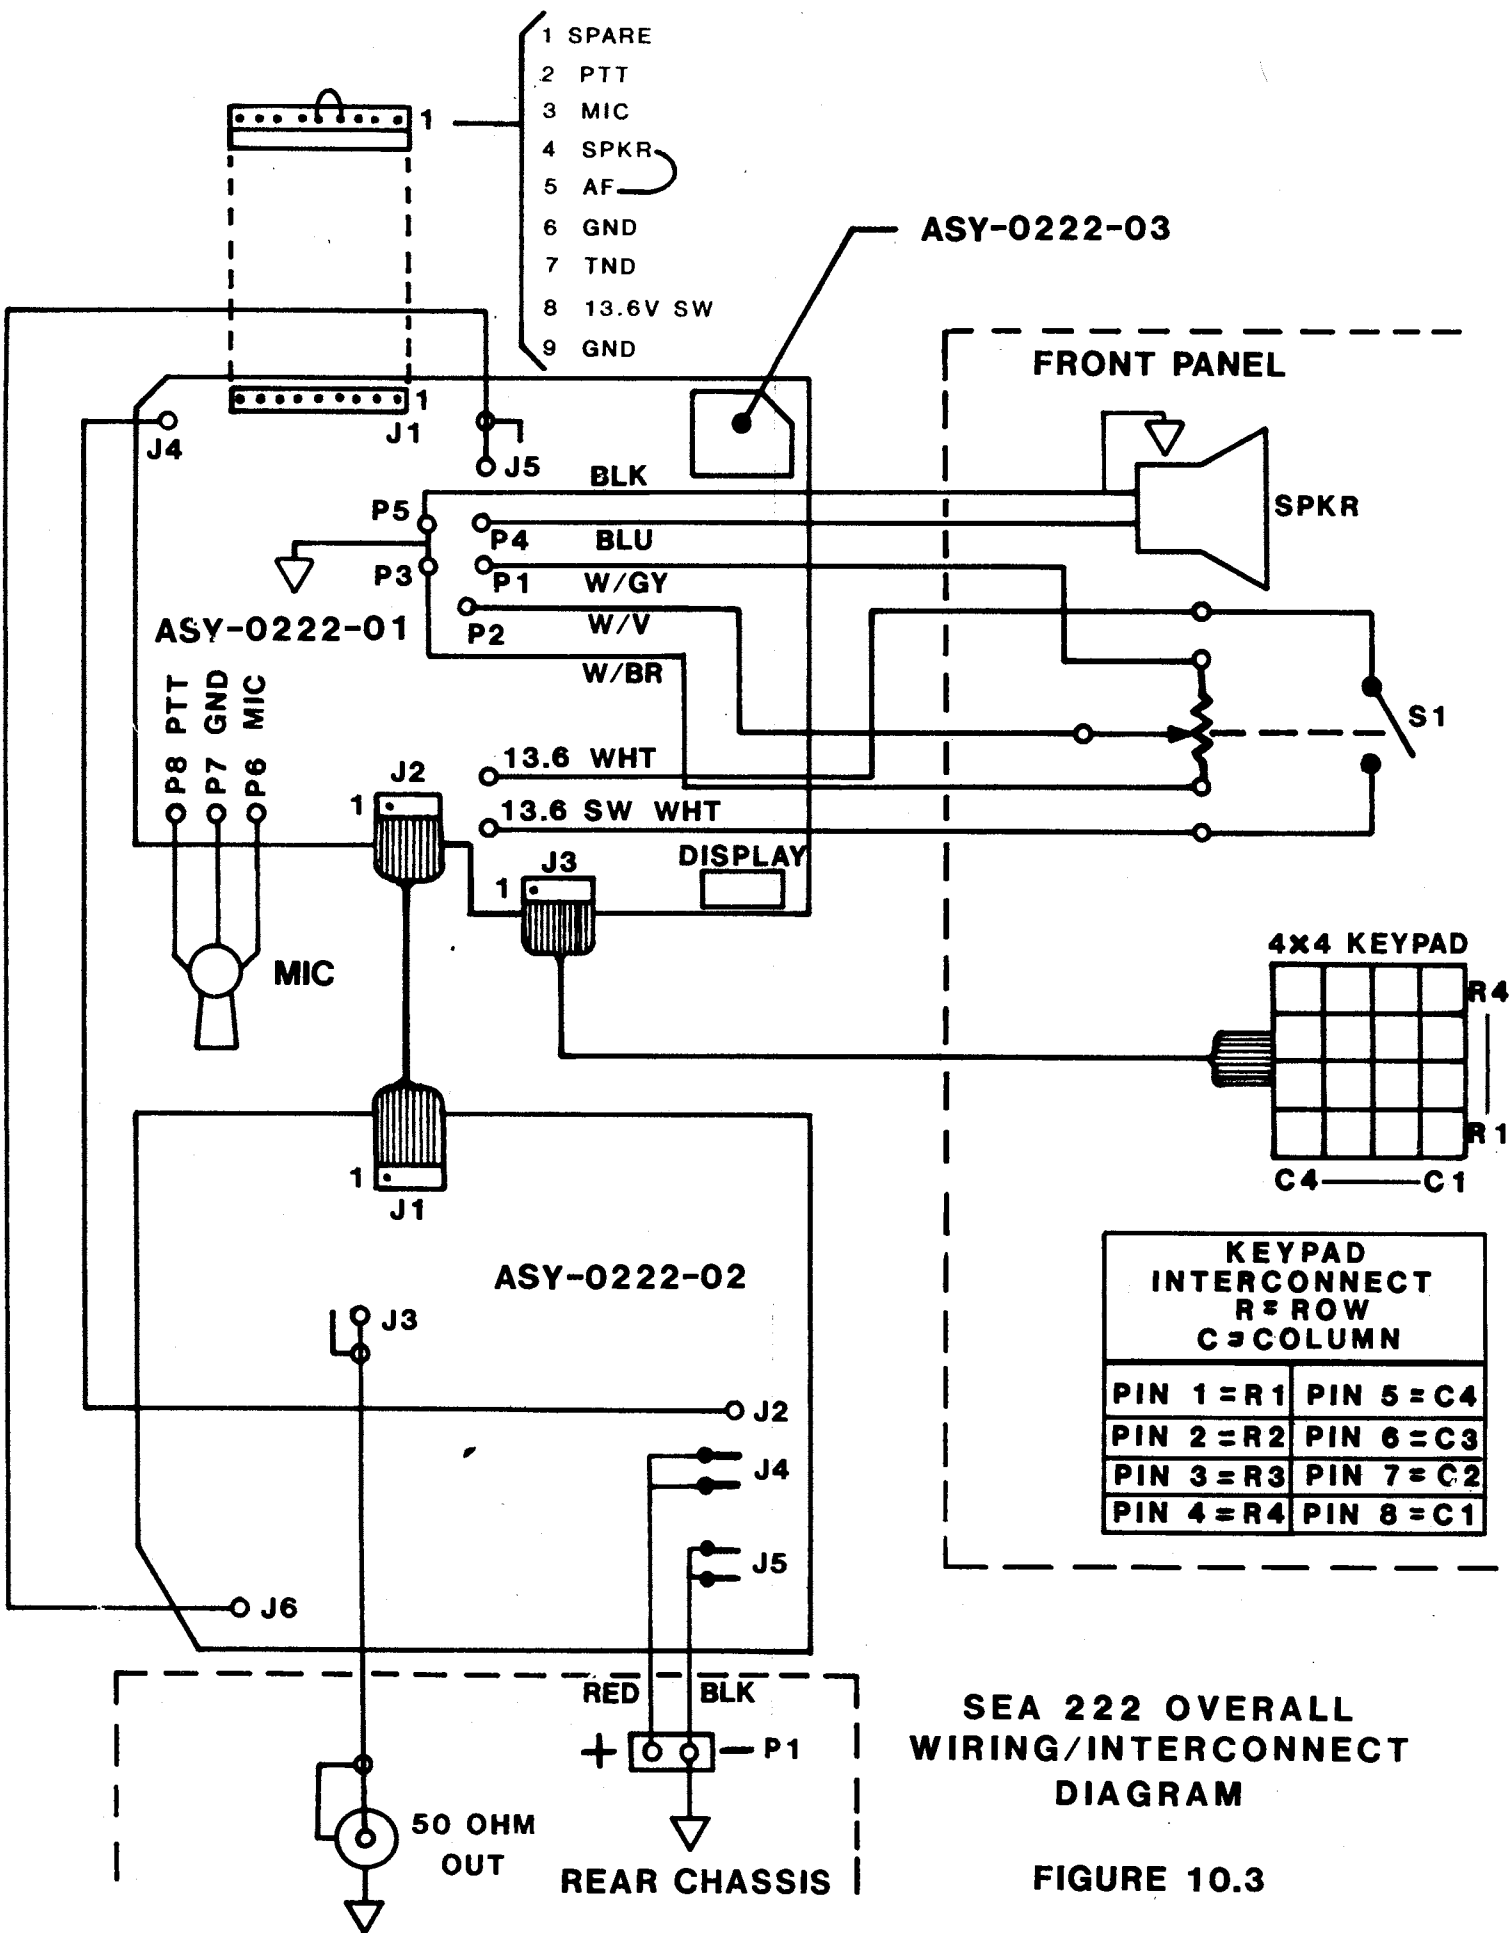 1 SPARE
2 PTT
3 MIC
4 SPKR
5 AF
6 GND
7 TND
8 13.6V SW
9 GND
1
ASY-0222-03
FRONT PANEL
1
J1
J4
J5
BLK
SPKR
P5
P4
BLU
P3
P1
W/GY
P2
W/V
ASY-0222-01
W/BR
P8 PTT
P7 GND
P6 MIC
S1
13.6 WHT
J2
1
13.6 SW WHT
DISPLAY
J3
1
MIC
4X4 KEYPAD
R4
R1
C4
C1
1
J1
ASY-0222-02
KEYPAD
INTERCONNECT
R = ROW
C = COLUMN
PIN 1 = R1 PIN 5 = C4
PIN 2 = R2 PIN 6 = C3
PIN 3 = R3 PIN 7 = C2
PIN 4 = R4 PIN 8 = C1
J3
J2
J4
J5
J6
RED
BLK
+
− P1
50 OHM
OUT
REAR CHASSIS
SEA 222 OVERALL
WIRING/INTERCONNECT
DIAGRAM
FIGURE 10.3